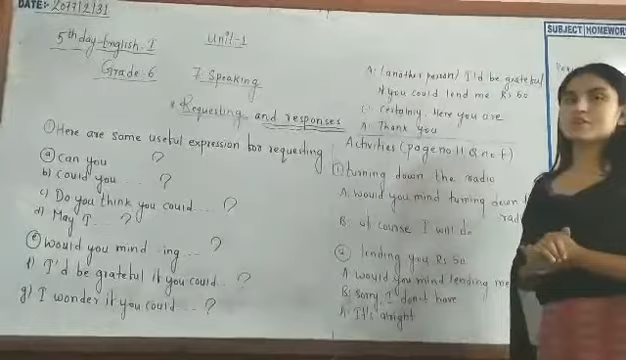 DATE:- 2077/2/31
5th day-English: I
Unit-1
Grade: 6
7. Speaking
* Requesting and responses
① Here are some useful expression for requesting
ⓐ Can you ?
b) Could you .... ?
c) Do you think you could.... ?
d) May I... ?
ⓔ Would you mind -ing... ?
f) I'd be grateful if you could.. ?
g) I wonder if you could... ?
A: (another person) I'd be grateful
if you could lend me Rs 50
C: Certainly. Here you are
A: Thank you
Activities (page no: 11 Q no f)
① turning down the radio
A: would you mind turning down
B: of course I will do
② lending you Rs 50
A: would you mind lending me
B: Sorry, I don't have
A: It's alright
SUBJECT HOMEWORK